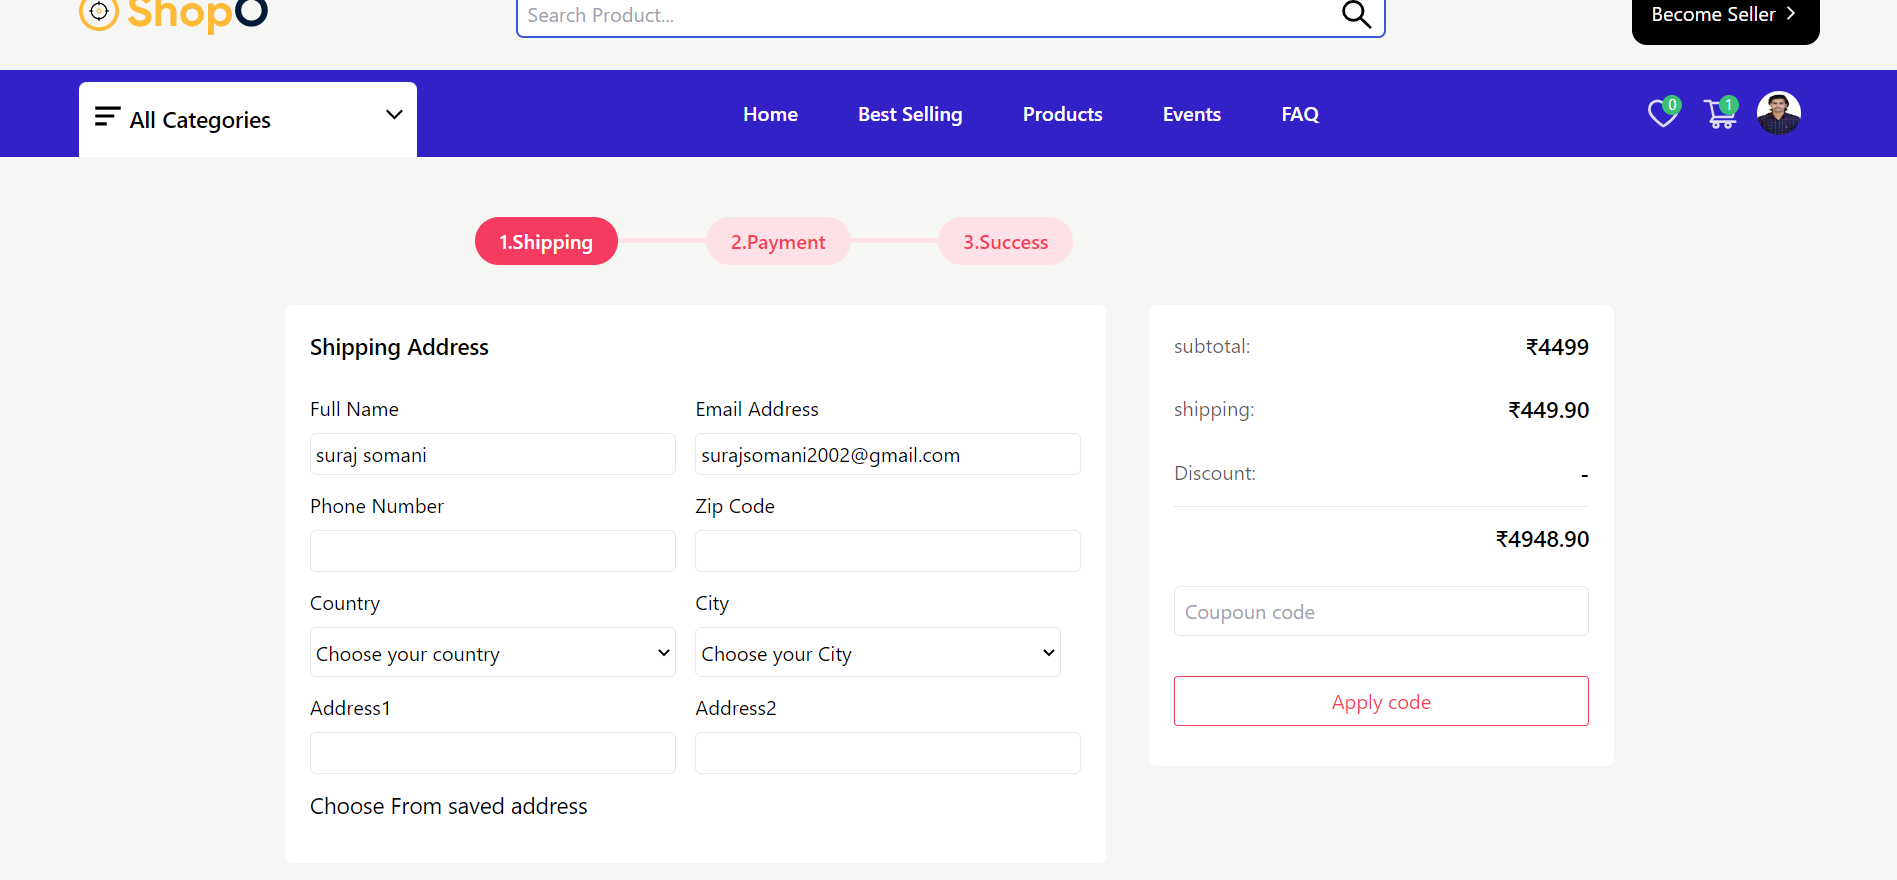 ShopO
Search Product...
Become Seller
All Categories
Home Best Selling Products Events FAQ
0 1
1.Shipping 2.Payment 3.Success
Shipping Address
Full Name Email Address
suraj somani surajsomani2002@gmail.com
Phone Number Zip Code
Country City
Choose your country Choose your City
Address1 Address2
Choose From saved address
subtotal: ₹4499
shipping: ₹449.90
Discount: -
₹4948.90
Coupoun code
Apply code